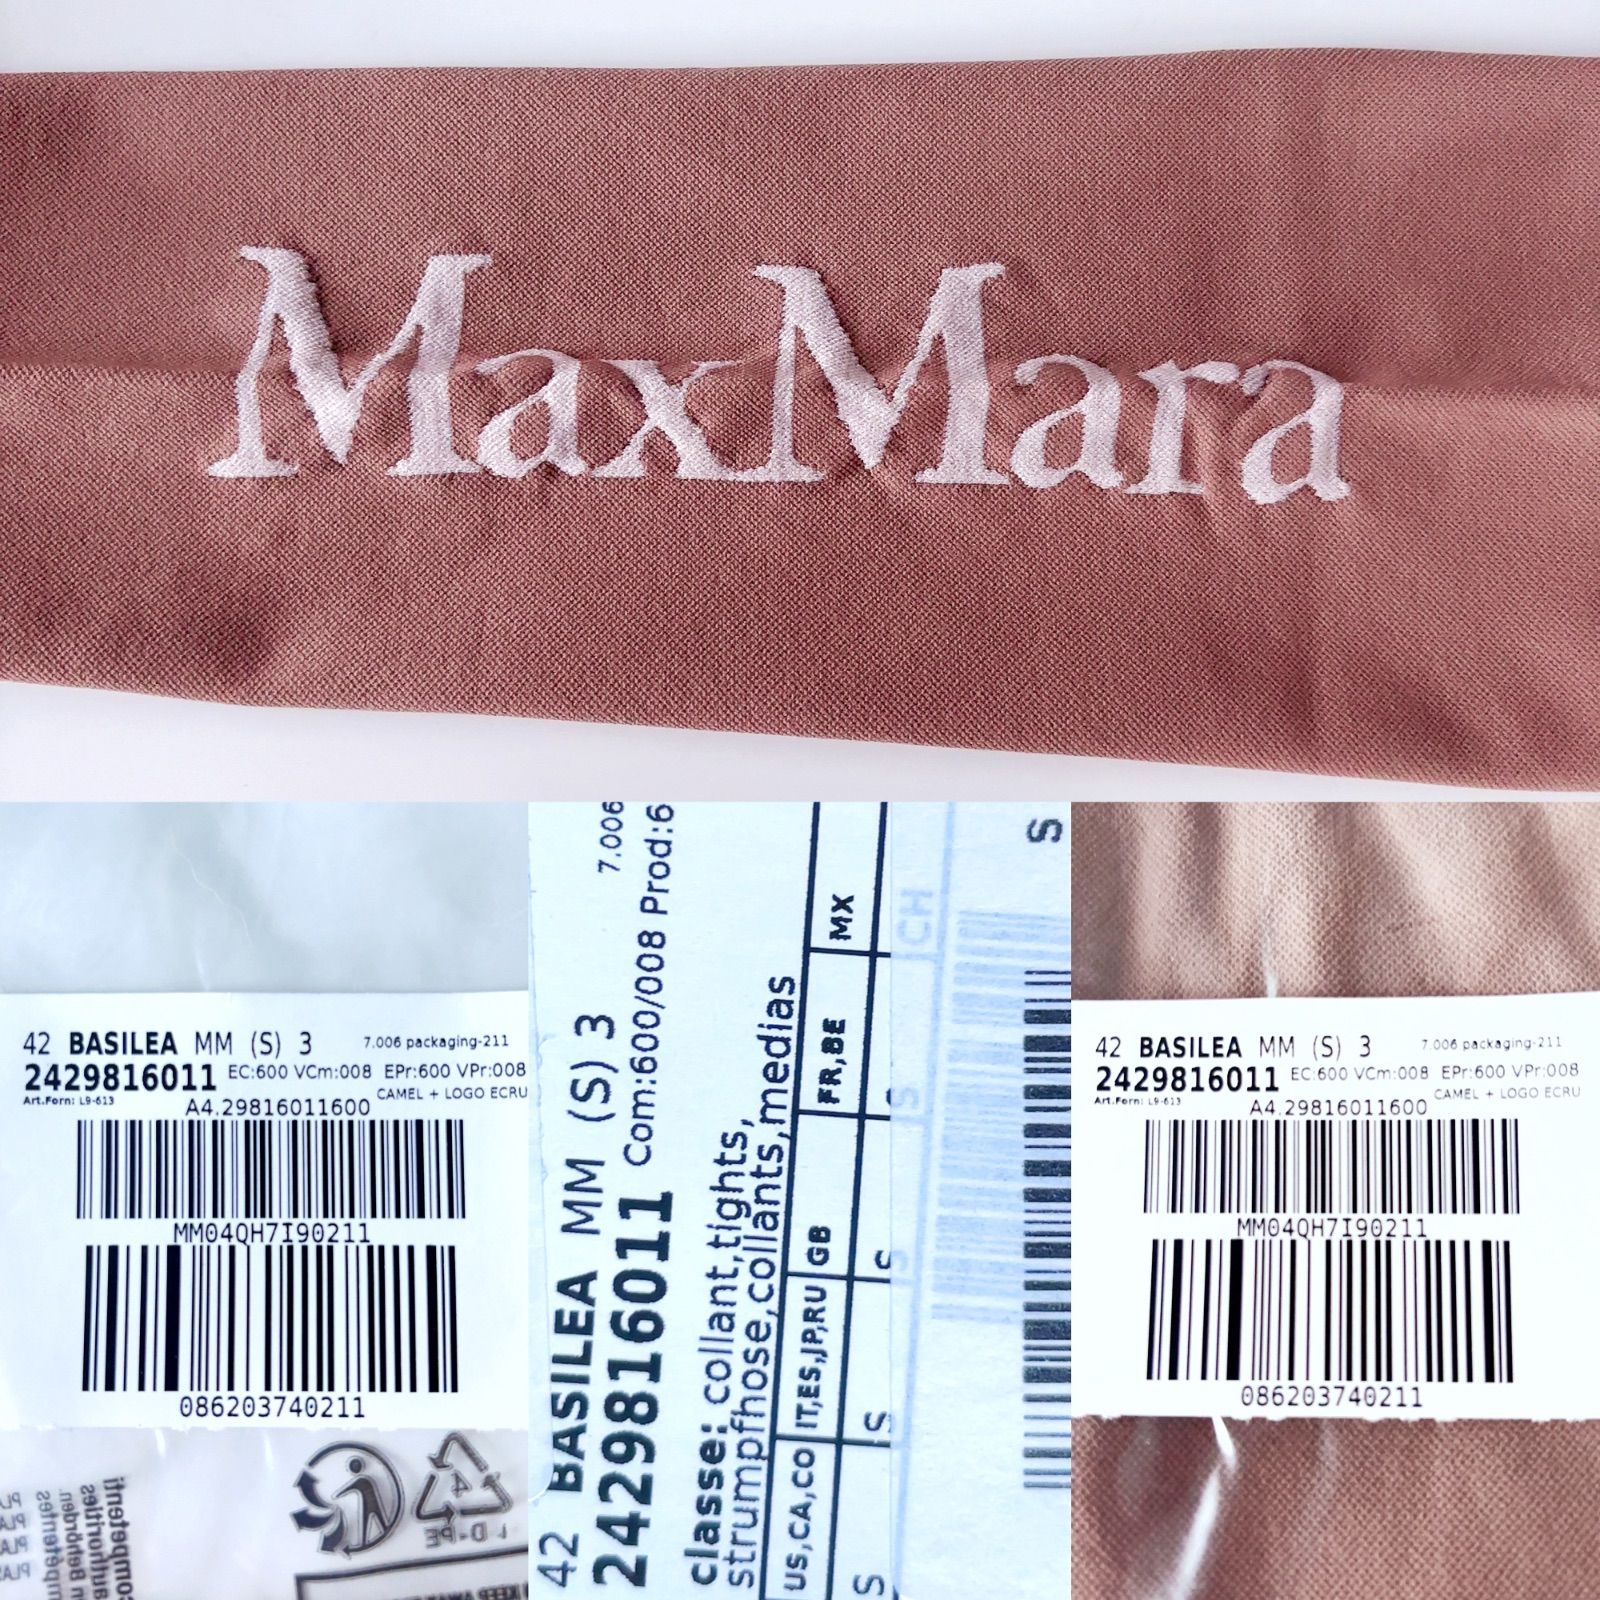 MaxMara
42 BASILEA MM (S) 3 7.006 packaging-211
2429816011 EC:600 VCm:008 EPr:600 VPr:008
Art.Forn: L9-613 CAMEL + LOGO ECRU
A4.29816011600
MM04QH7I90211
086203740211
4
LD-PE
42 BASILEA MM (S) 3 7.006
2429816011 Com:600/008 Prod:6
classe: collant,tights,
strumpfhose,collants,medias
US,CA,CO IT,ES,JP,RU GB FR,BE MX
S S S S
CH
S S
S
42 BASILEA MM (S) 3 7.006 packaging-211
2429816011 EC:600 VCm:008 EPr:600 VPr:008
Art.Forn: L9-613 CAMEL + LOGO ECRU
A4.29816011600
MM04QH7I90211
086203740211